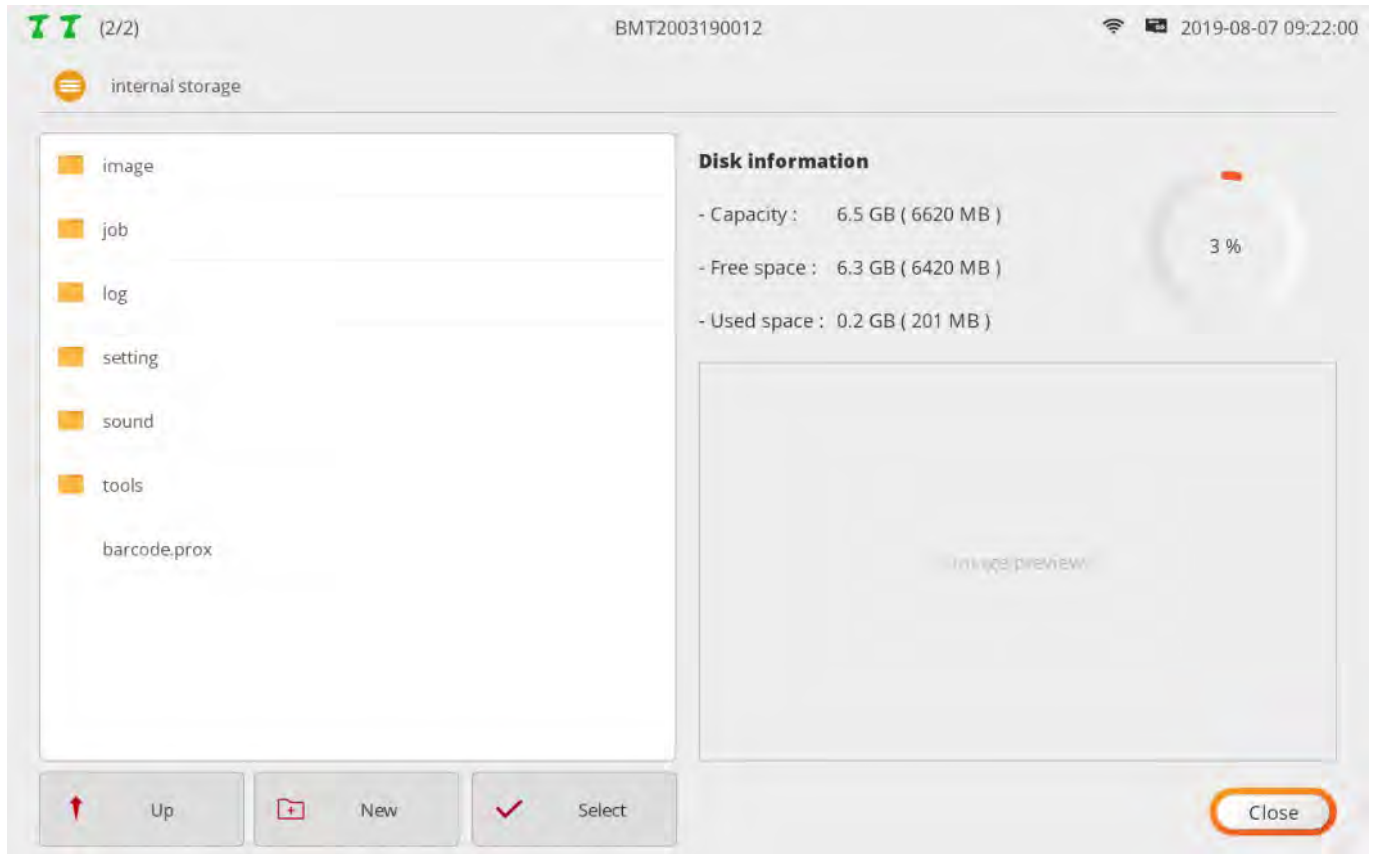 (2/2) BMT2003190012 2019-08-07 09:22:00
internal storage
image
job
log
setting
sound
tools
barcode.prox
Disk information
- Capacity : 6.5 GB ( 6620 MB )
- Free space : 6.3 GB ( 6420 MB )
- Used space : 0.2 GB ( 201 MB )
3 %
Image preview
Up New Select Close